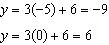 y = 3(−5) + 6 = −9
y = 3(0) + 6 = 6